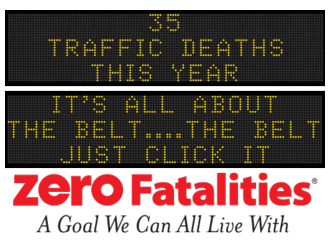 35
TRAFFIC DEATHS
THIS YEAR
IT'S ALL ABOUT
THE BELT....THE BELT
JUST CLICK IT
zero Fatalities®
A Goal We Can All Live With